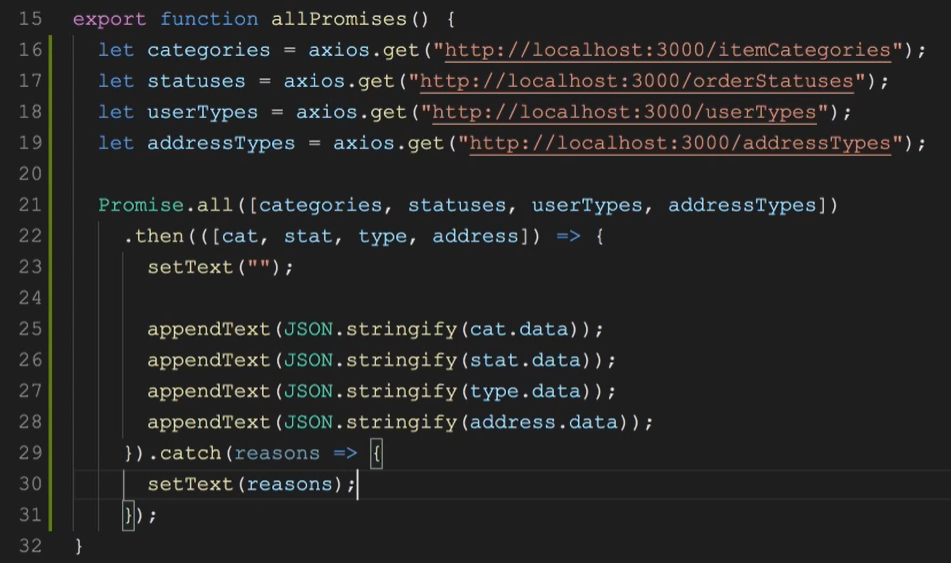 15 export function allPromises() {
16   let categories = axios.get("http://localhost:3000/itemCategories");
17   let statuses = axios.get("http://localhost:3000/orderStatuses");
18   let userTypes = axios.get("http://localhost:3000/userTypes");
19   let addressTypes = axios.get("http://localhost:3000/addressTypes");
20
21   Promise.all([categories, statuses, userTypes, addressTypes])
22     .then(([cat, stat, type, address]) => {
23       setText("");
24
25       appendText(JSON.stringify(cat.data));
26       appendText(JSON.stringify(stat.data));
27       appendText(JSON.stringify(type.data));
28       appendText(JSON.stringify(address.data));
29     }).catch(reasons => {
30       setText(reasons);
31     });
32 }